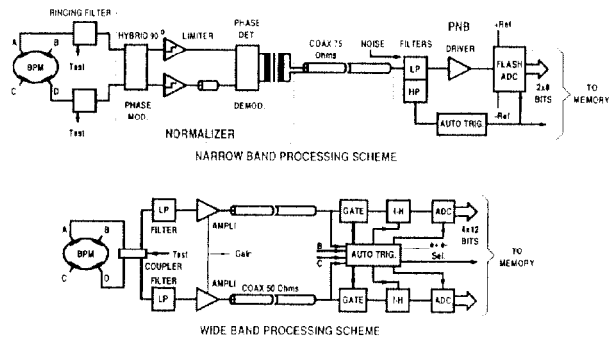 RINGING FILTER
A
B
BPM
C
D
Test
Test
HYBRID 90 °
PHASE MOD.
LIMITER
NORMALIZER
PHASE DET.
DEMOD.
COAX 75 Ohms
NOISE
FILTERS
LP
HP
PNB
DRIVER
+Ref
FLASH ADC
-Ref
AUTO TRIG.
2x8 BITS
TO MEMORY
NARROW BAND PROCESSING SCHEME
A
B
BPM
C
D
LP
FILTER
Test
COUPLER
FILTER
LP
AMPLI
Gain
AMPLI
COAX 50 Ohms
B
C
GATE
I-H
ADC
AUTO TRIG.
e+ e-
Sel.
GATE
I-H
ADC
4x12 BITS
TO MEMORY
WIDE BAND PROCESSING SCHEME